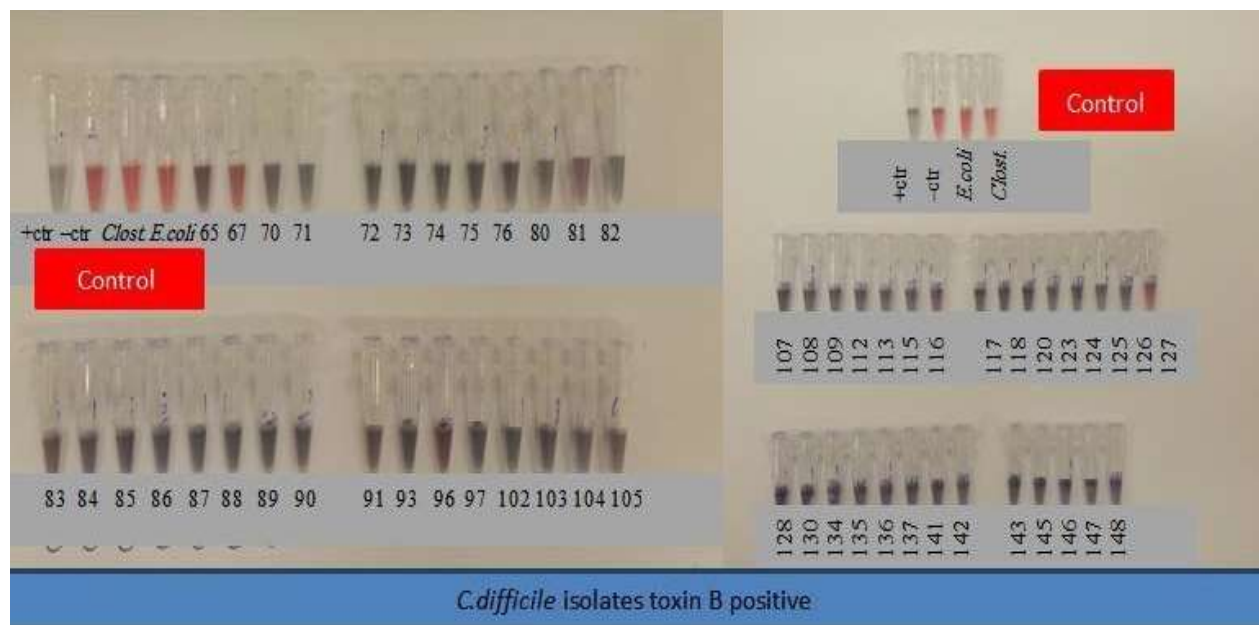 +ctr –ctr Clost E.coli 65 67 70 71
72 73 74 75 76 80 81 82
Control
83 84 85 86 87 88 89 90
91 93 96 97 102 103 104 105
Control
+ctr
–ctr
E.coli
Clost.
107 108 109 112 113 115 116
117 118 120 123 124 125 126 127
128 130 134 135 136 137 141 142
143 145 146 147 148
C.difficile isolates toxin B positive